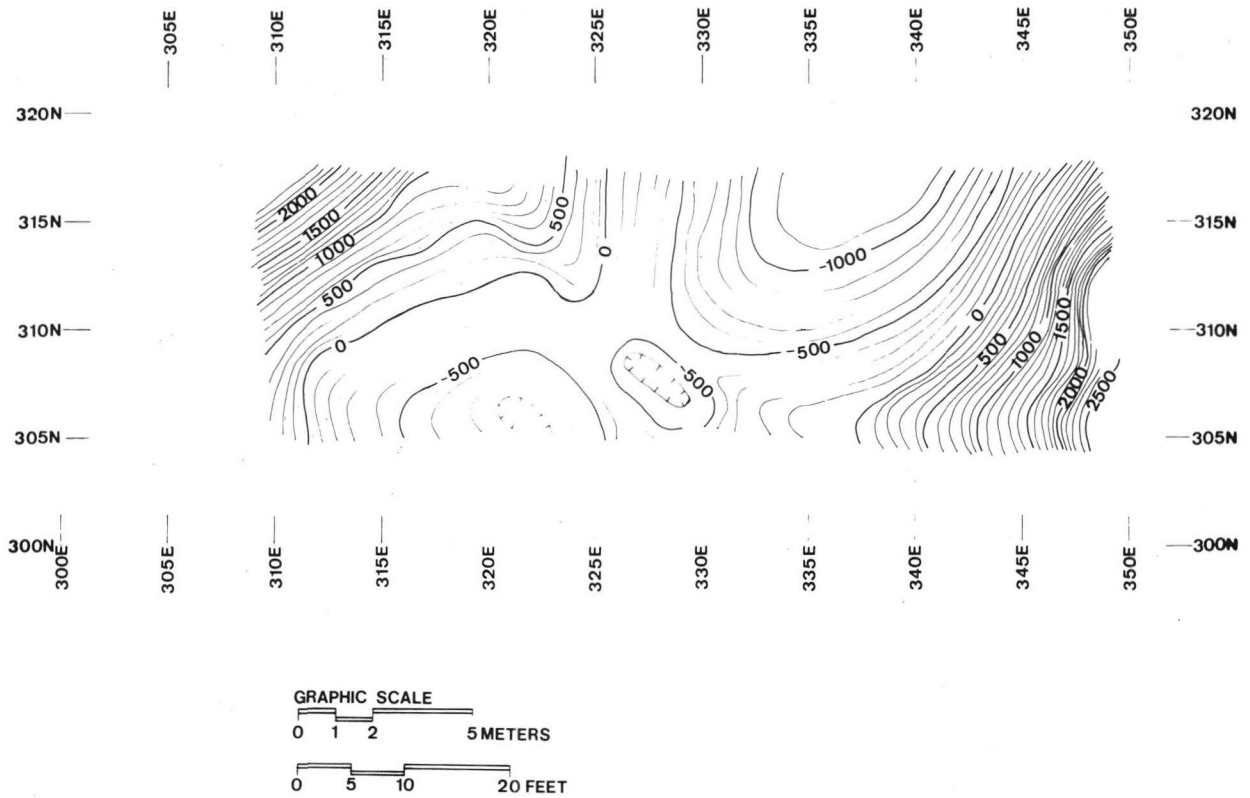 305E 310E 315E 320E 325E 330E 335E 340E 345E 350E
320N 320N
2000
315N 1500 500 315N
1000 0 -1000
500 0 1500
310N 0 -500 500 310N
-500 -500 1000
2000 2500
305N 305N
300N 300N
300E 305E 310E 315E 320E 325E 330E 335E 340E 345E 350E
GRAPHIC SCALE
0 1 2 5 METERS
0 5 10 20 FEET